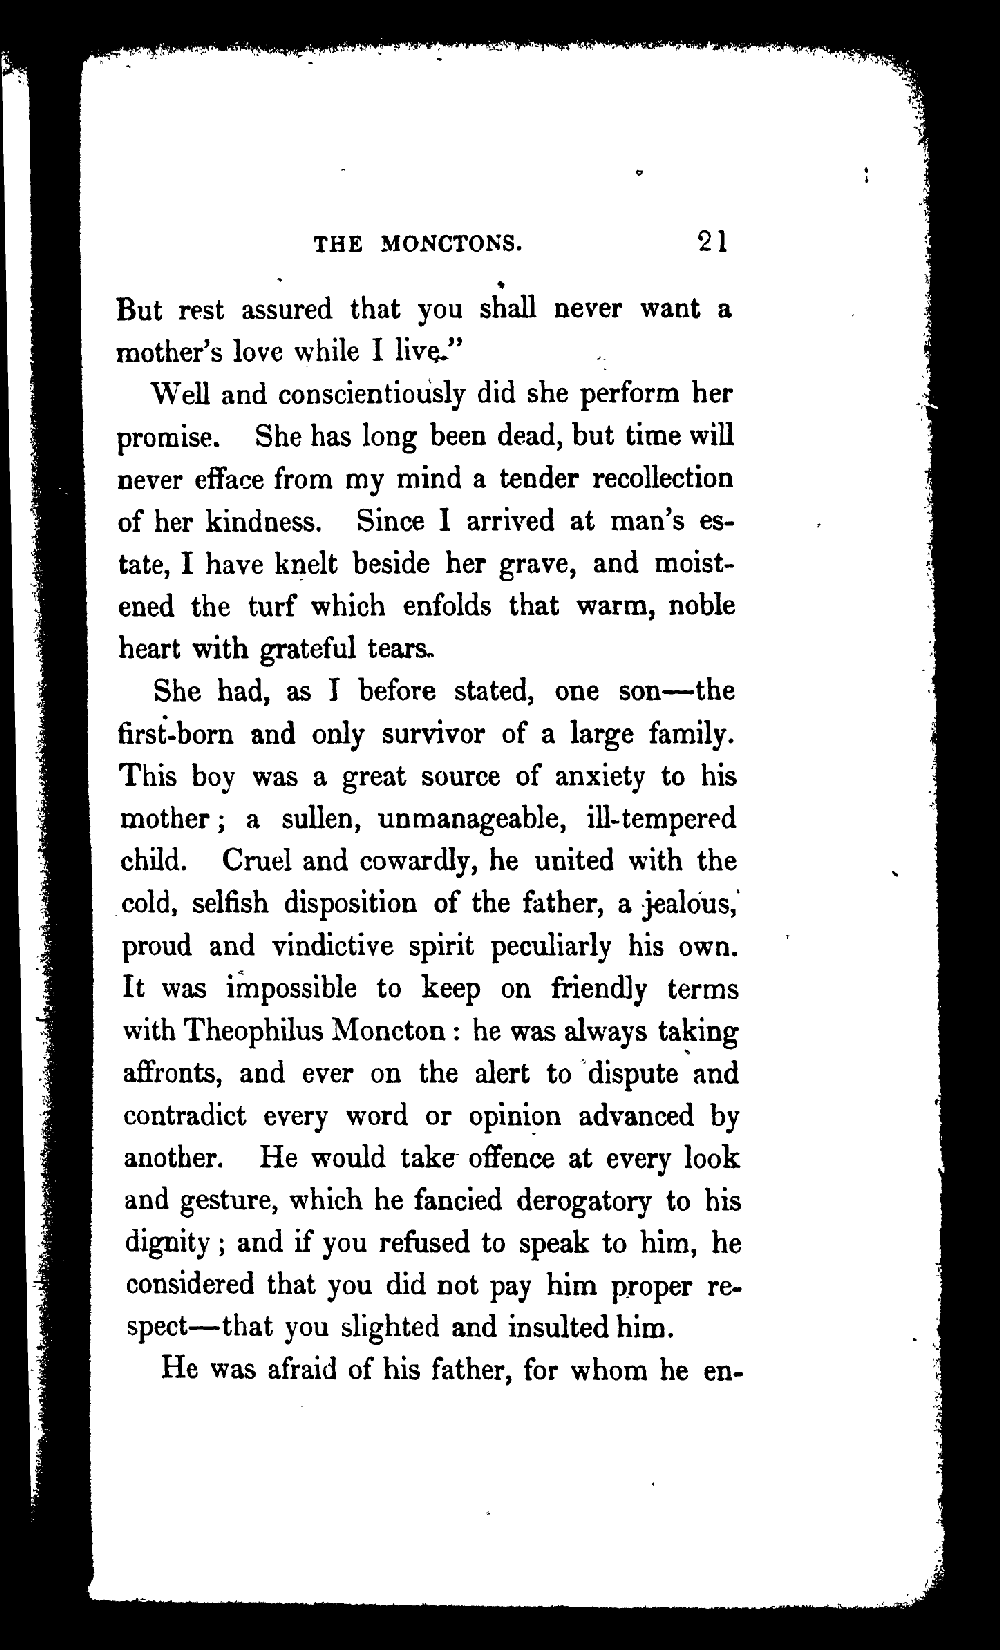 THE MONCTONS. 21
But rest assured that you shall never want a
mother's love while I live."
Well and conscientiously did she perform her
promise. She has long been dead, but time will
never efface from my mind a tender recollection
of her kindness. Since I arrived at man's es-
tate, I have knelt beside her grave, and moist-
ened the turf which enfolds that warm, noble
heart with grateful tears.
She had, as I before stated, one son—the
first-born and only survivor of a large family.
This boy was a great source of anxiety to his
mother; a sullen, unmanageable, ill-tempered
child. Cruel and cowardly, he united with the
cold, selfish disposition of the father, a jealous,
proud and vindictive spirit peculiarly his own.
It was impossible to keep on friendly terms
with Theophilus Moncton: he was always taking
affronts, and ever on the alert to dispute and
contradict every word or opinion advanced by
another. He would take offence at every look
and gesture, which he fancied derogatory to his
dignity; and if you refused to speak to him, he
considered that you did not pay him proper re-
spect—that you slighted and insulted him.
He was afraid of his father, for whom he en-